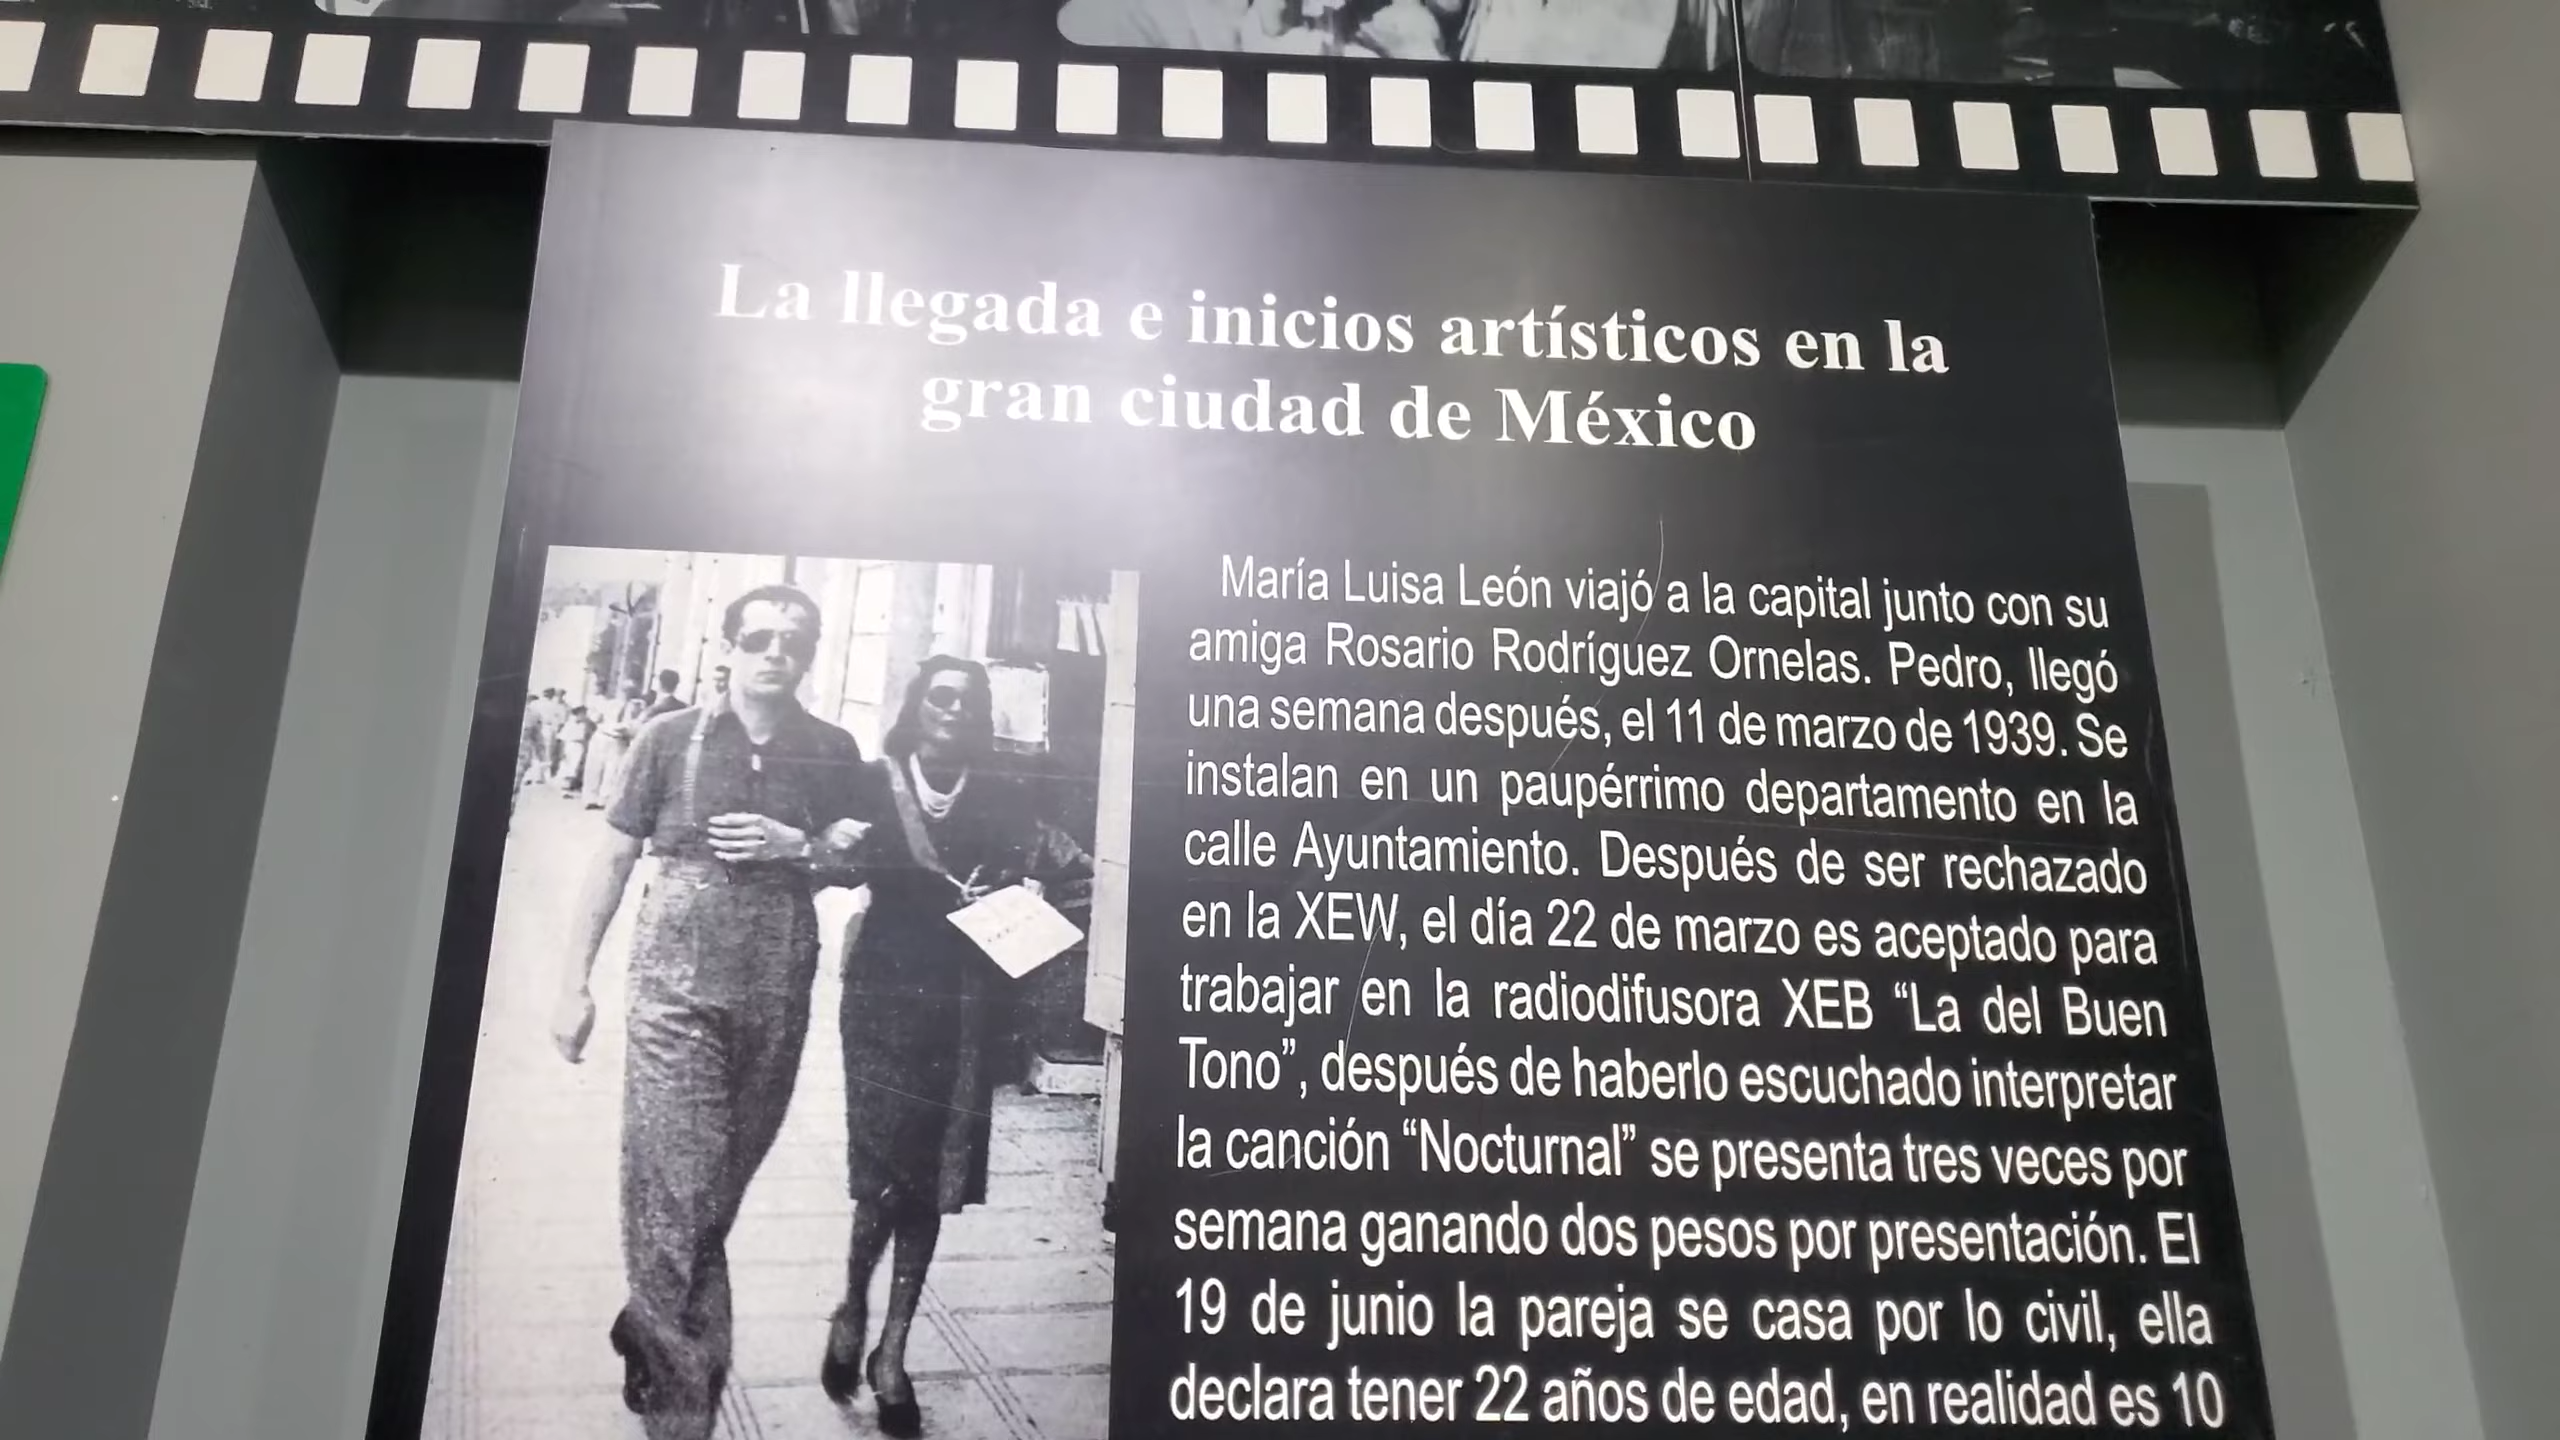 La llegada e inicios artísticos en la
gran ciudad de México
María Luisa León viajó a la capital junto con su
amiga Rosario Rodríguez Ornelas. Pedro, llegó
una semana después, el 11 de marzo de 1939. Se
instalan en un paupérrimo departamento en la
calle Ayuntamiento. Después de ser rechazado
en la XEW, el día 22 de marzo es aceptado para
trabajar en la radiodifusora XEB “La del Buen
Tono”, después de haberlo escuchado interpretar
la canción “Nocturnal” se presenta tres veces por
semana ganando dos pesos por presentación. El
19 de junio la pareja se casa por lo civil, ella
declara tener 22 años de edad, en realidad es 10